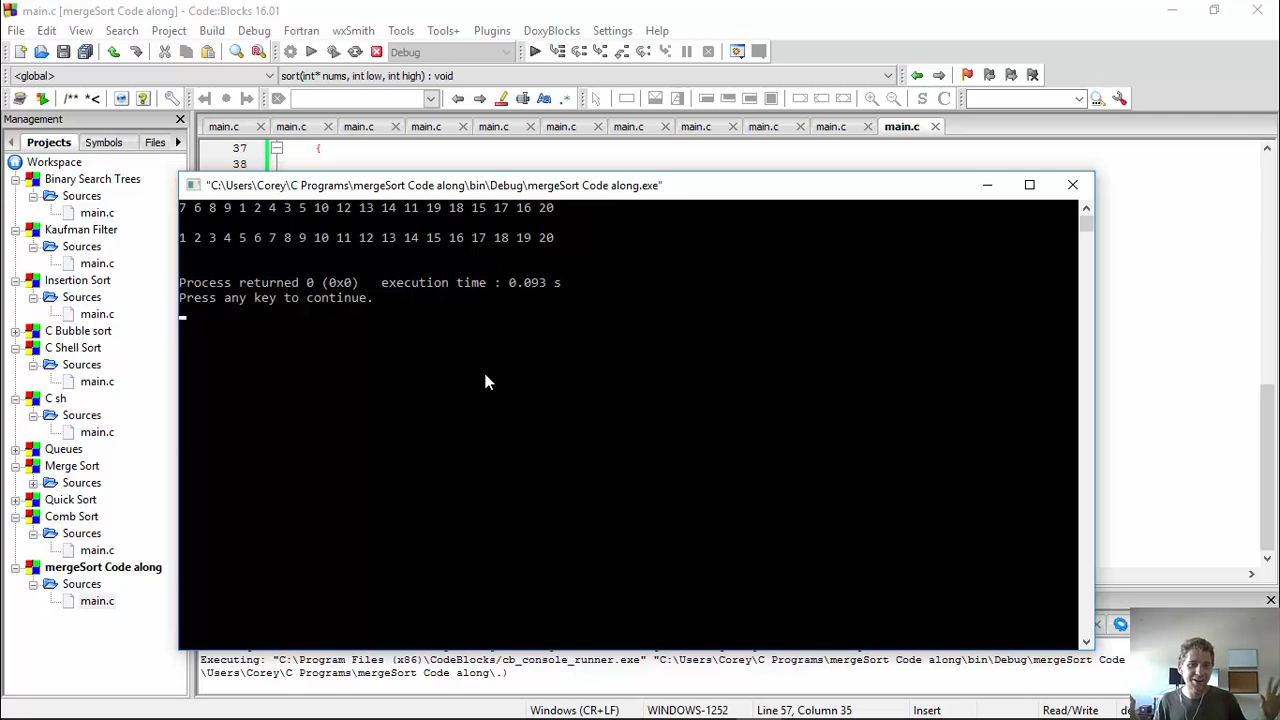 main.c [mergeSort Code along] - Code::Blocks 16.01
File Edit View Search Project Build Debug Fortran wxSmith Tools Tools+ Plugins DoxyBlocks Settings Help
Debug
<global> sort(int* nums, int low, int high) : void
/** *< S C
Management
main.c main.c main.c main.c main.c main.c main.c main.c main.c main.c main.c
Projects Symbols Files
37 {
38
Workspace
Binary Search Trees
Sources
main.c
Kaufman Filter
Sources
main.c
Insertion Sort
Sources
main.c
C Bubble sort
C Shell Sort
Sources
main.c
C sh
Sources
main.c
Queues
Merge Sort
Sources
Quick Sort
Comb Sort
Sources
main.c
mergeSort Code along
Sources
main.c
"C:\Users\Corey\C Programs\mergeSort Code along\bin\Debug\mergeSort Code along.exe"
7 6 8 9 1 2 4 3 5 10 12 13 14 11 19 18 15 17 16 20
1 2 3 4 5 6 7 8 9 10 11 12 13 14 15 16 17 18 19 20
Process returned 0 (0x0) execution time : 0.093 s
Press any key to continue.
Executing: "C:\Program Files (x86)\CodeBlocks/cb_console_runner.exe" "C:\Users\Corey\C Programs\mergeSort Code along\bin\Debug\mergeSort Code
\Users\Corey\C Programs\mergeSort Code along\.)
Windows (CR+LF) WINDOWS-1252 Line 57, Column 35 Insert Read/Write